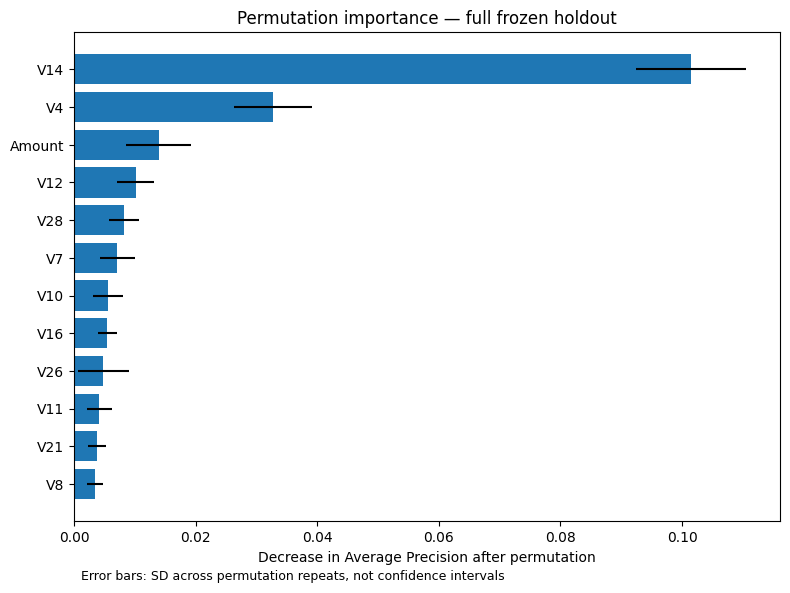 Permutation importance — full frozen holdout
V14
V4
Amount
V12
V28
V7
V10
V16
V26
V11
V21
V8
0.00 0.02 0.04 0.06 0.08 0.10
Decrease in Average Precision after permutation
Error bars: SD across permutation repeats, not confidence intervals